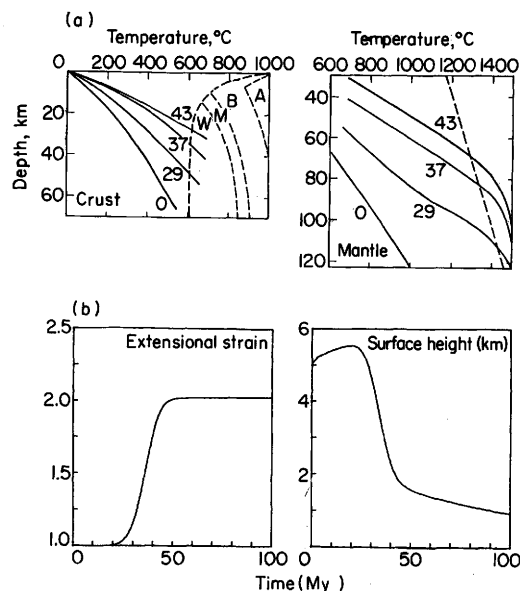 (a)
Temperature,°C
0 200 400 600 800 1000
20
40
60
Depth, km
43
37
29
0
W
M
B
A
Crust
Temperature,°C
600 800 1000 1400
40
60
80
100
120
43
37
29
0
Mantle
(b)
Extensional strain
2.5
2.0
1.5
1.0
0 50 100
Surface height (km)
6
4
2
0 50 100
Time (My)